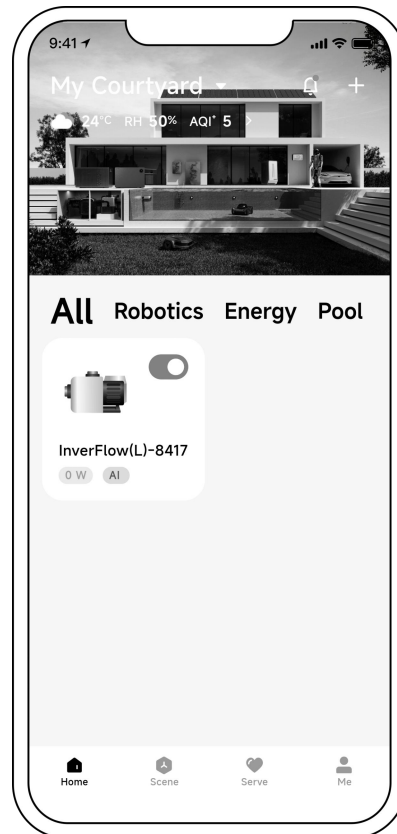 9:41
My Courtyard
24°C RH 50% AQI⁺ 5
All Robotics Energy Pool
InverFlow(L)-8417
0 W AI
Home Scene Serve Me